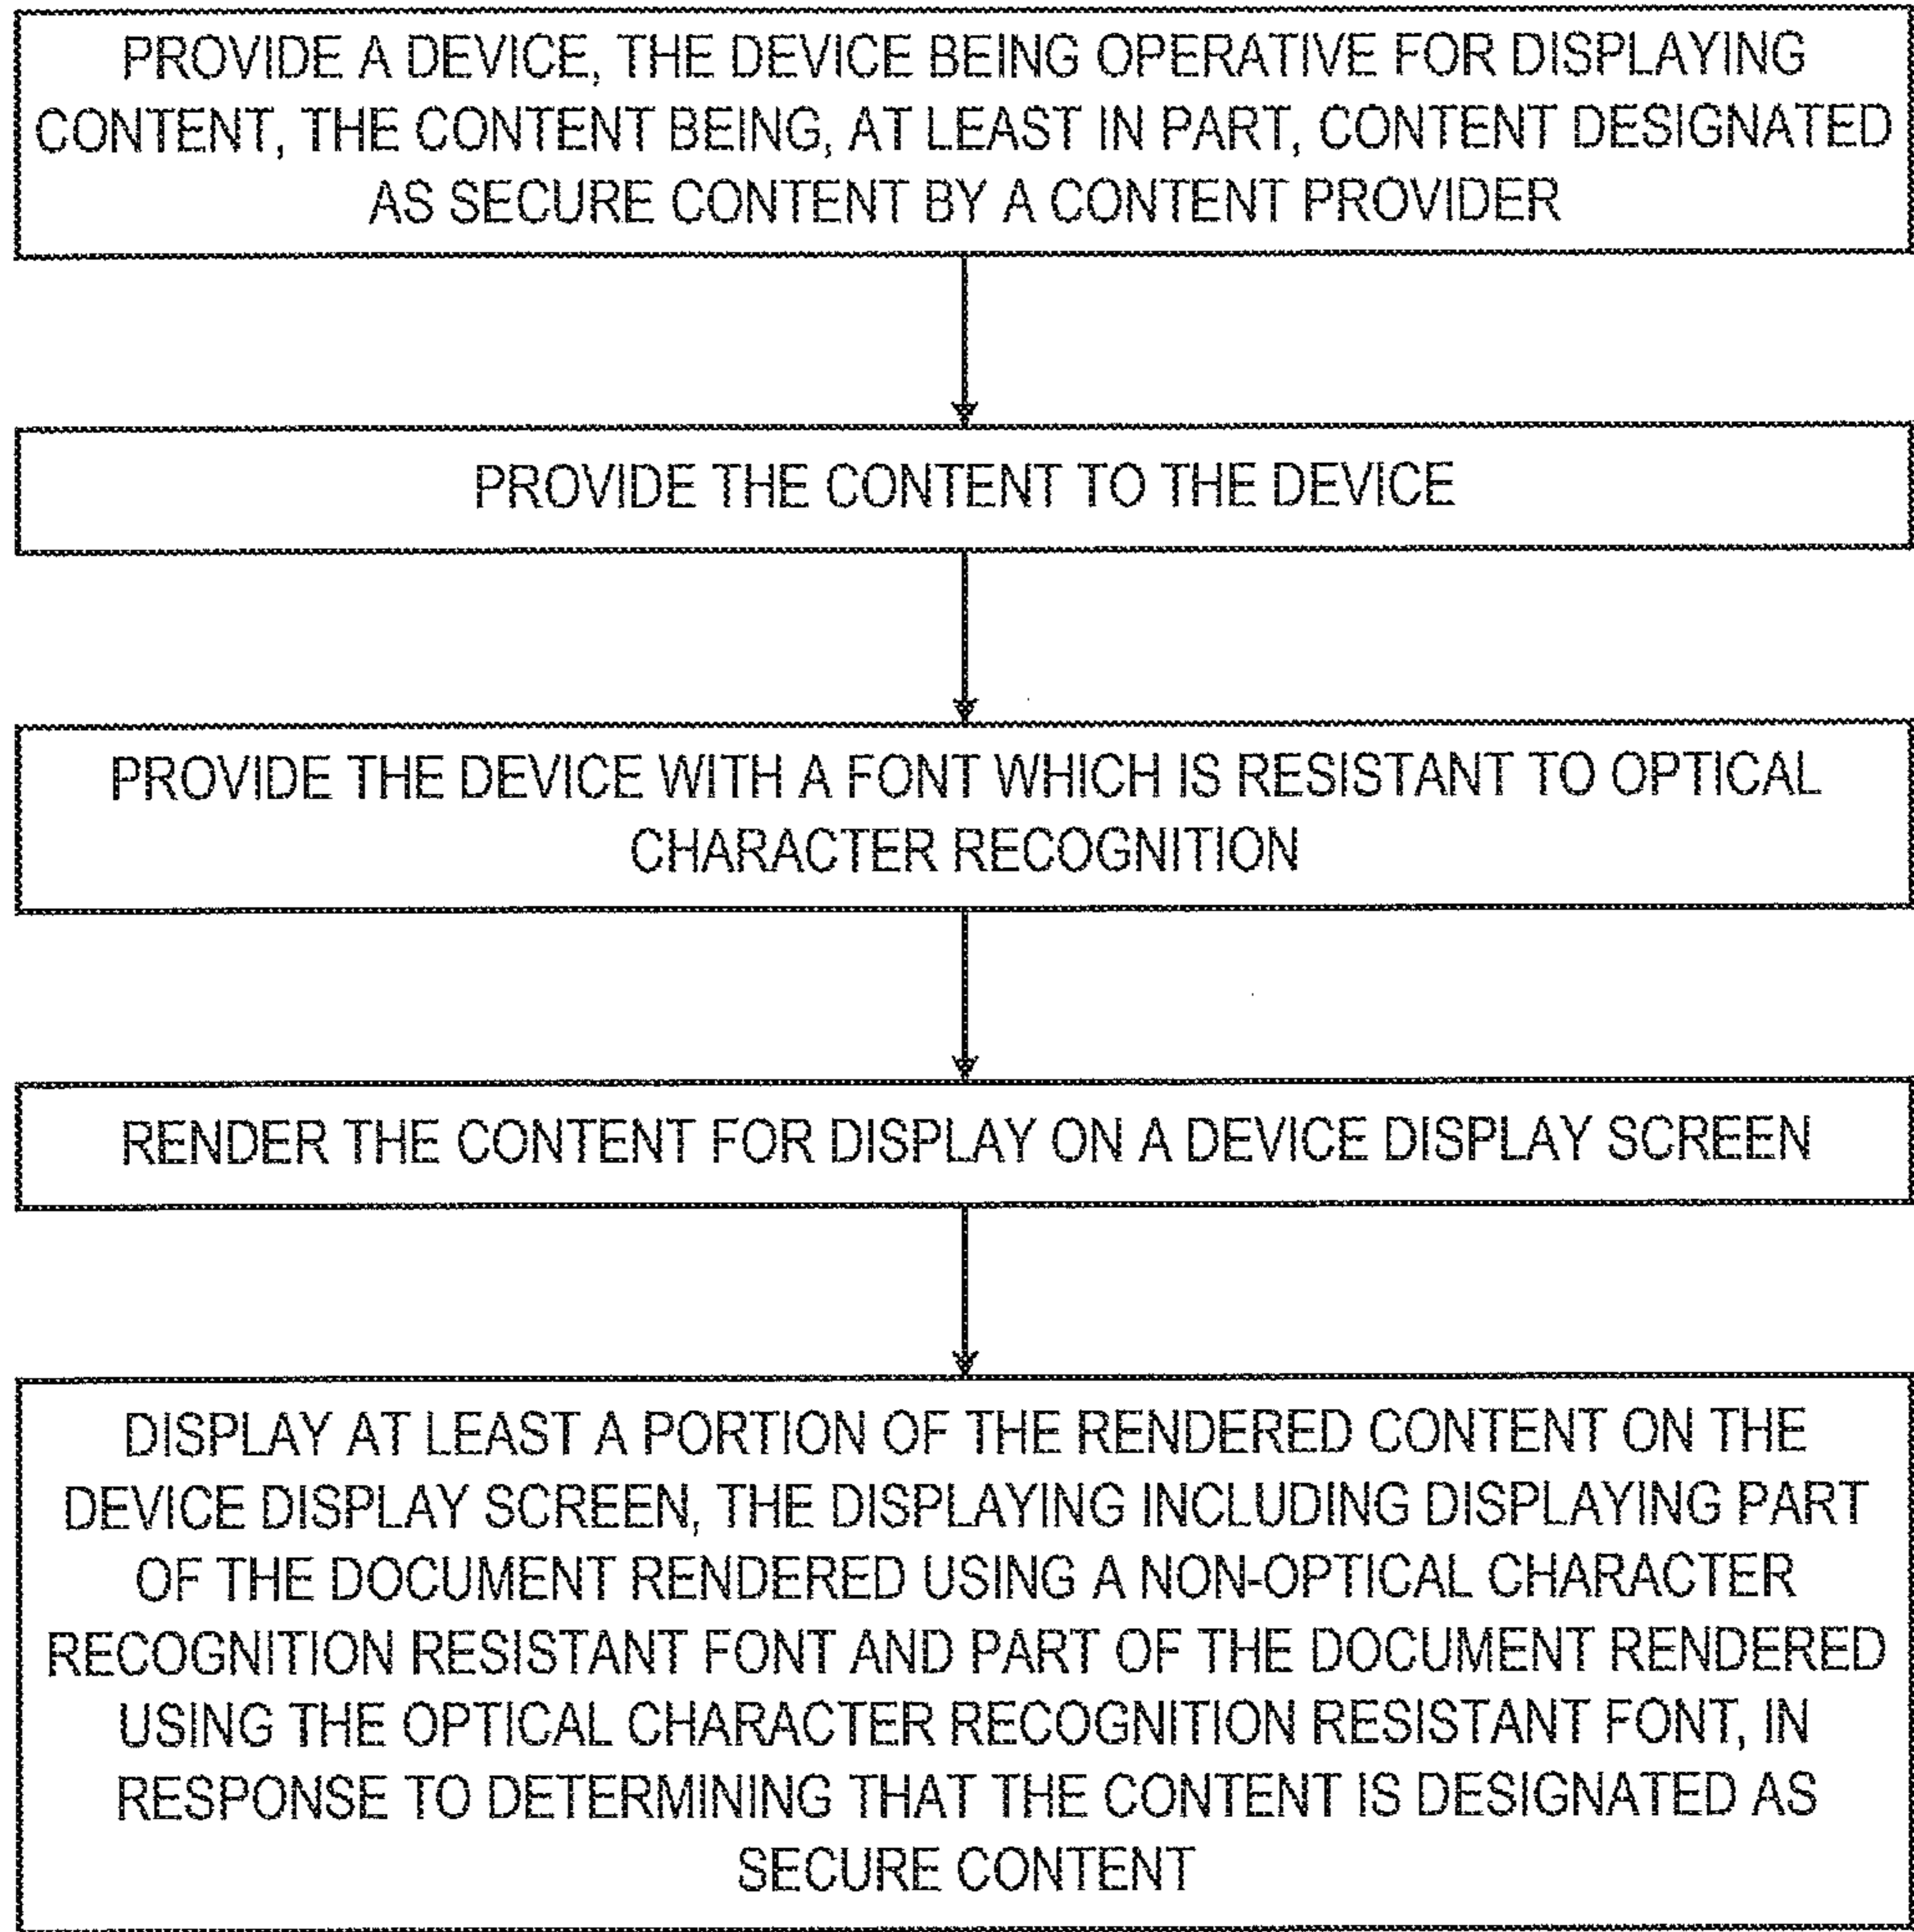 PROVIDE A DEVICE, THE DEVICE BEING OPERATIVE FOR DISPLAYING
CONTENT, THE CONTENT BEING, AT LEAST IN PART, CONTENT DESIGNATED
AS SECURE CONTENT BY A CONTENT PROVIDER
PROVIDE THE CONTENT TO THE DEVICE
PROVIDE THE DEVICE WITH A FONT WHICH IS RESISTANT TO OPTICAL
CHARACTER RECOGNITION
RENDER THE CONTENT FOR DISPLAY ON A DEVICE DISPLAY SCREEN
DISPLAY AT LEAST A PORTION OF THE RENDERED CONTENT ON THE
DEVICE DISPLAY SCREEN, THE DISPLAYING INCLUDING DISPLAYING PART
OF THE DOCUMENT RENDERED USING A NON-OPTICAL CHARACTER
RECOGNITION RESISTANT FONT AND PART OF THE DOCUMENT RENDERED
USING THE OPTICAL CHARACTER RECOGNITION RESISTANT FONT, IN
RESPONSE TO DETERMINING THAT THE CONTENT IS DESIGNATED AS
SECURE CONTENT